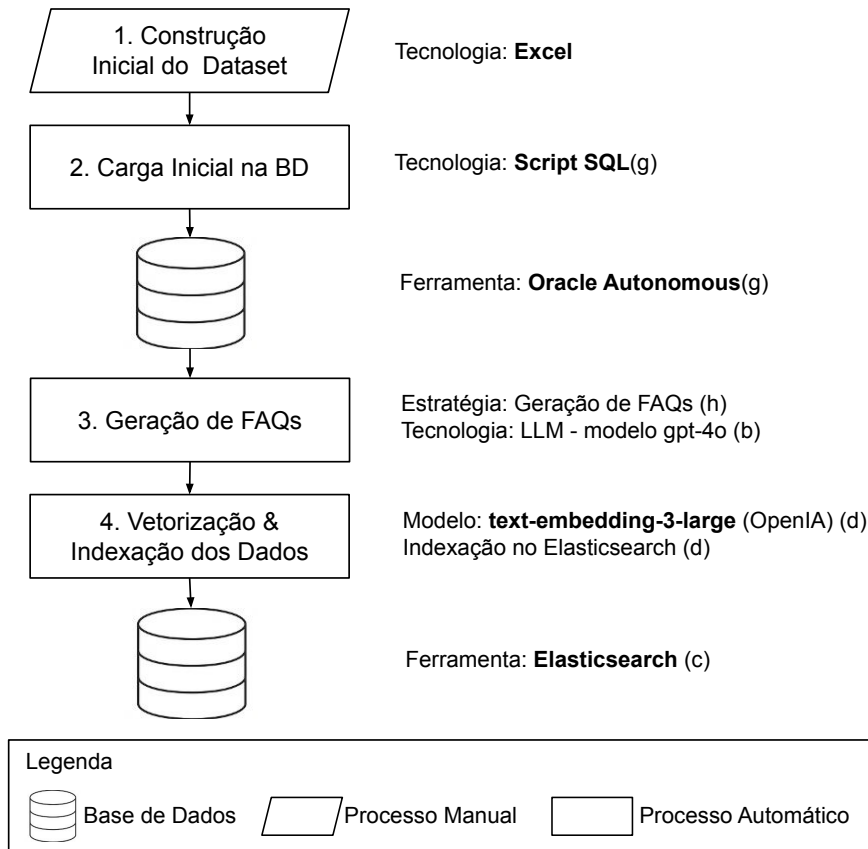 1. Construção
Inicial do Dataset
Tecnologia: Excel
2. Carga Inicial na BD
Tecnologia: Script SQL(g)
Ferramenta: Oracle Autonomous(g)
3. Geração de FAQs
Estratégia: Geração de FAQs (h)
Tecnologia: LLM - modelo gpt-4o (b)
4. Vetorização &
Indexação dos Dados
Modelo: text-embedding-3-large (OpenIA) (d)
Indexação no Elasticsearch (d)
Ferramenta: Elasticsearch (c)
Legenda
Base de Dados
Processo Manual
Processo Automático